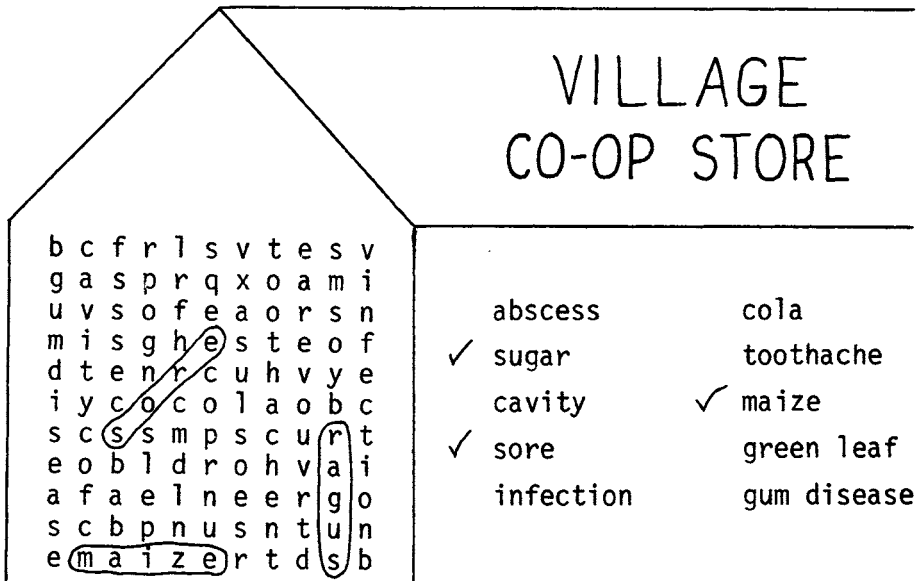 VILLAGE
CO-OP STORE
b c f r l s v t e s v
g a s p r q x o a m i
u v s o f e a o r s n
m i s g h e s t e o f
d t e n r c u h v y e
i y c o c o l a o b c
s c s s m p s c u r t
e o b l d r o h v a i
a f a e l n e e r g o
s c b p n u s n t u n
e m a i z e r t d s b
abscess cola
✓ sugar toothache
cavity ✓ maize
✓ sore green leaf
infection gum disease